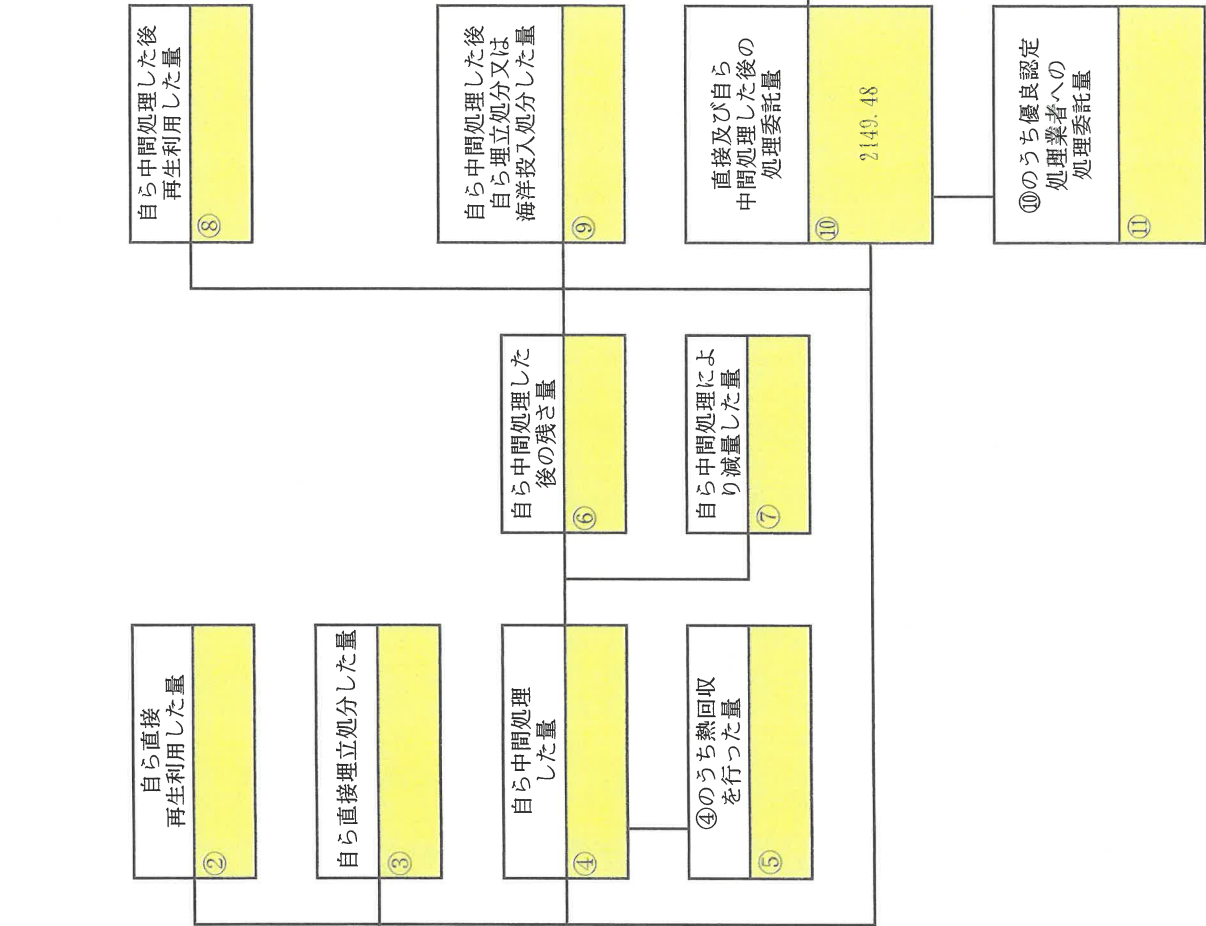 自ら直接
再生利用した量
②
自ら直接埋立処分した量
③
自ら中間処理
した量
④
④のうち熱回収
を行った量
⑤
自ら中間処理した
後の残さ量
⑥
自ら中間処理によ
り減量した量
⑦
自ら中間処理した後
再生利用した量
⑧
自ら中間処理した後
自ら埋立処分又は
海洋投入処分した量
⑨
直接及び自ら
中間処理した後の
処理委託量
⑩
2149.48
⑩のうち優良認定
処理業者への
処理委託量
⑪